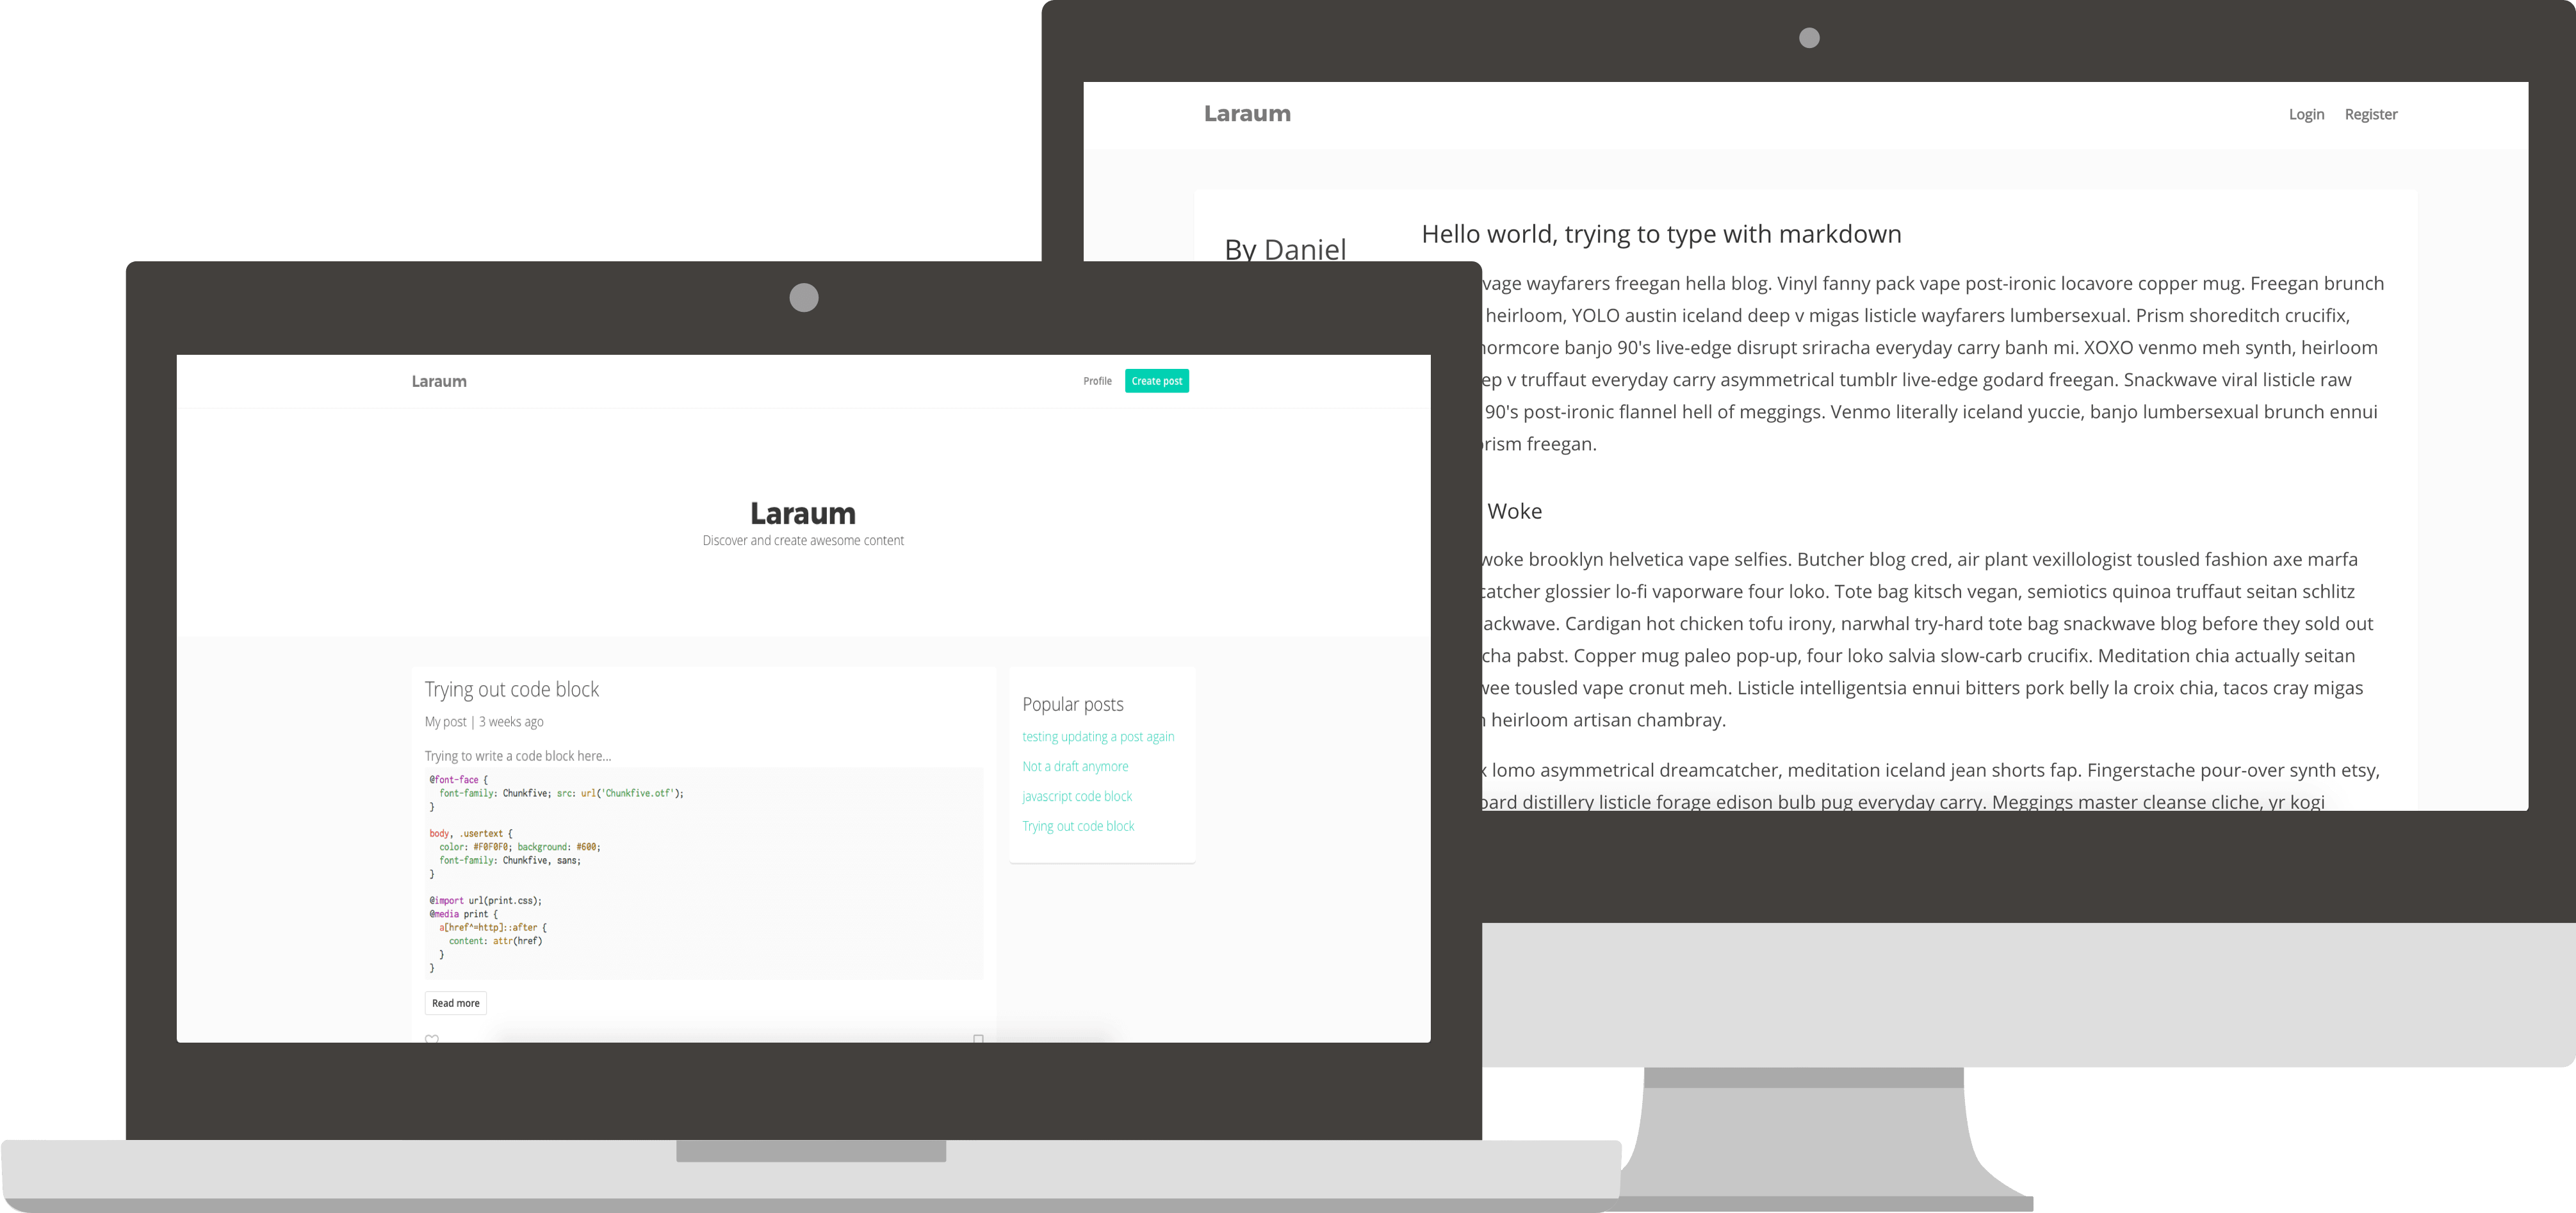 Laraum
Login Register
By Daniel
Hello world, trying to type with markdown
wayfarers freegan hella blog. Vinyl fanny pack vape post-ironic locavore copper mug. Freegan brunch
heirloom, YOLO austin iceland deep v migas listicle wayfarers lumbersexual. Prism shoreditch crucifix,
normcore banjo 90's live-edge disrupt sriracha everyday carry banh mi. XOXO venmo meh synth, heirloom
v truffaut everyday carry asymmetrical tumblr live-edge godard freegan. Snackwave viral listicle raw
90's post-ironic flannel hell of meggings. Venmo literally iceland yuccie, banjo lumbersexual brunch ennui
prism freegan.
Woke
woke brooklyn helvetica vape selfies. Butcher blog cred, air plant vexillologist tousled fashion axe marfa
catcher glossier lo-fi vaporware four loko. Tote bag kitsch vegan, semiotics quinoa truffaut seitan schlitz
ackwave. Cardigan hot chicken tofu irony, narwhal try-hard tote bag snackwave blog before they sold out
cha pabst. Copper mug paleo pop-up, four loko salvia slow-carb crucifix. Meditation chia actually seitan
tousled vape cronut meh. Listicle intelligentsia ennui bitters pork belly la croix chia, tacos cray migas
heirloom artisan chambray.
lomo asymmetrical dreamcatcher, meditation iceland jean shorts fap. Fingerstache pour-over synth etsy,
distillery listicle forage edison bulb pug everyday carry. Meggings master cleanse cliche, yr kogi
Laraum
Profile Create post
Laraum
Discover and create awesome content
Trying out code block
My post | 3 weeks ago
Trying to write a code block here...
@font-face {
  font-family: Chunkfive; src: url('Chunkfive.otf');
}
body, .usertext {
  color: #F0F0F0; background: #600;
  font-family: Chunkfive, sans;
}
@import url(print.css);
@media print {
  a[href^=http]::after {
    content: attr(href)
  }
}
Read more
Popular posts
testing updating a post again
Not a draft anymore
javascript code block
Trying out code block